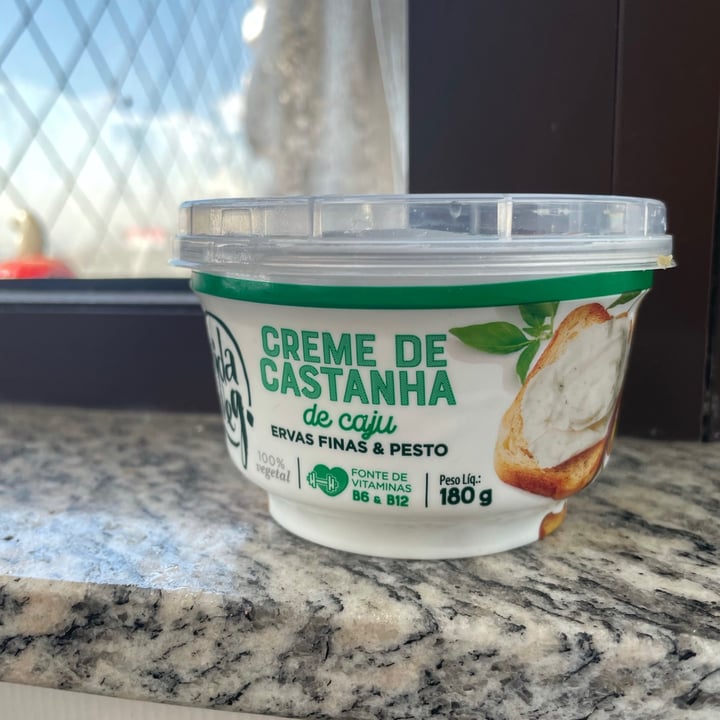 CREME DE
CASTANHA
de caju
ERVAS FINAS & PESTO
100%
vegetal
FONTE DE
VITAMINAS
B6 & B12
Peso Líq.:
180 g